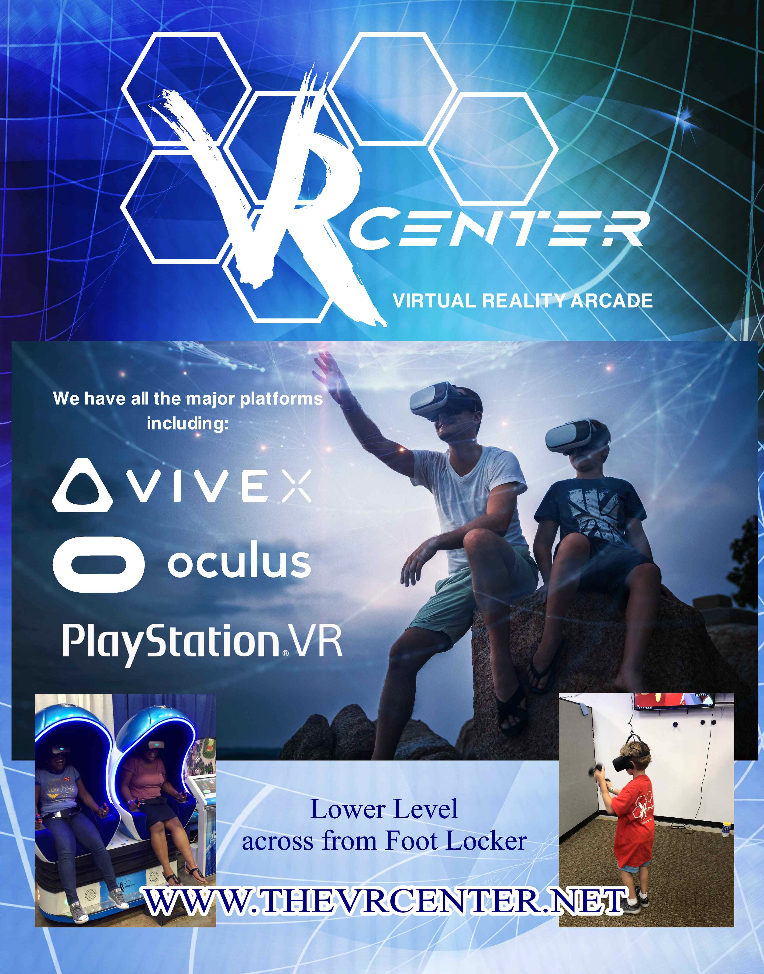 VR CENTER
VIRTUAL REALITY ARCADE
We have all the major platforms
including:
VIVE X
oculus
PlayStation®VR
Lower Level
across from Foot Locker
WWW.THEVRCENTER.NET